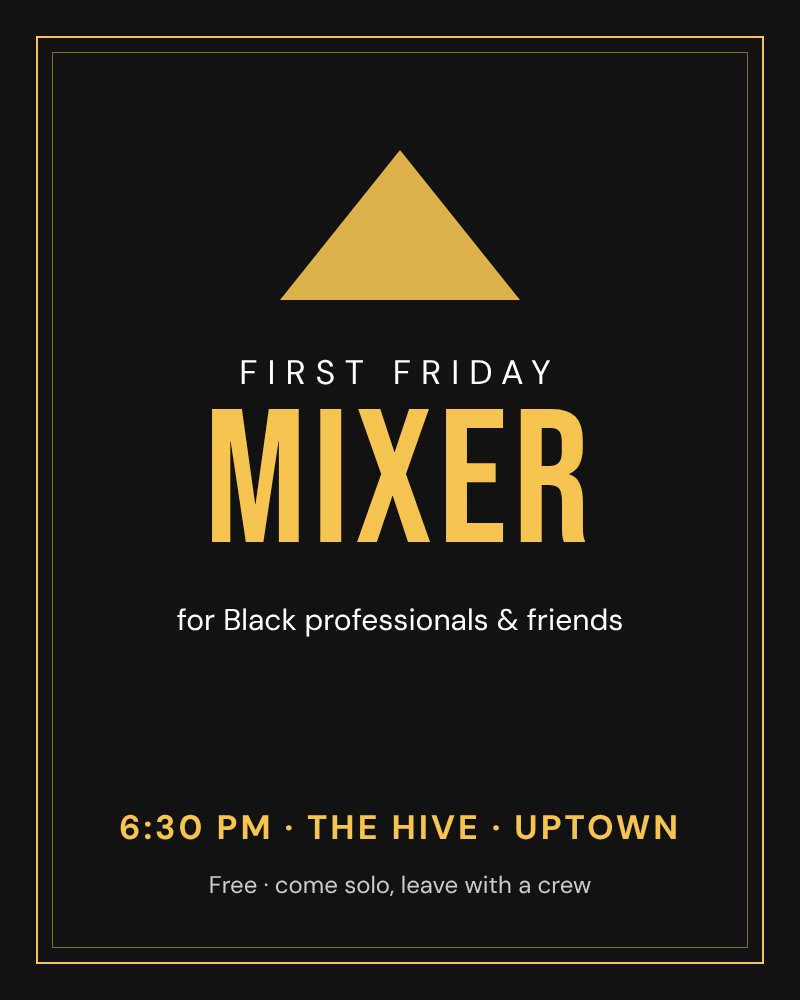 FIRST FRIDAY
MIXER
for Black professionals & friends
6:30 PM · THE HIVE · UPTOWN
Free · come solo, leave with a crew